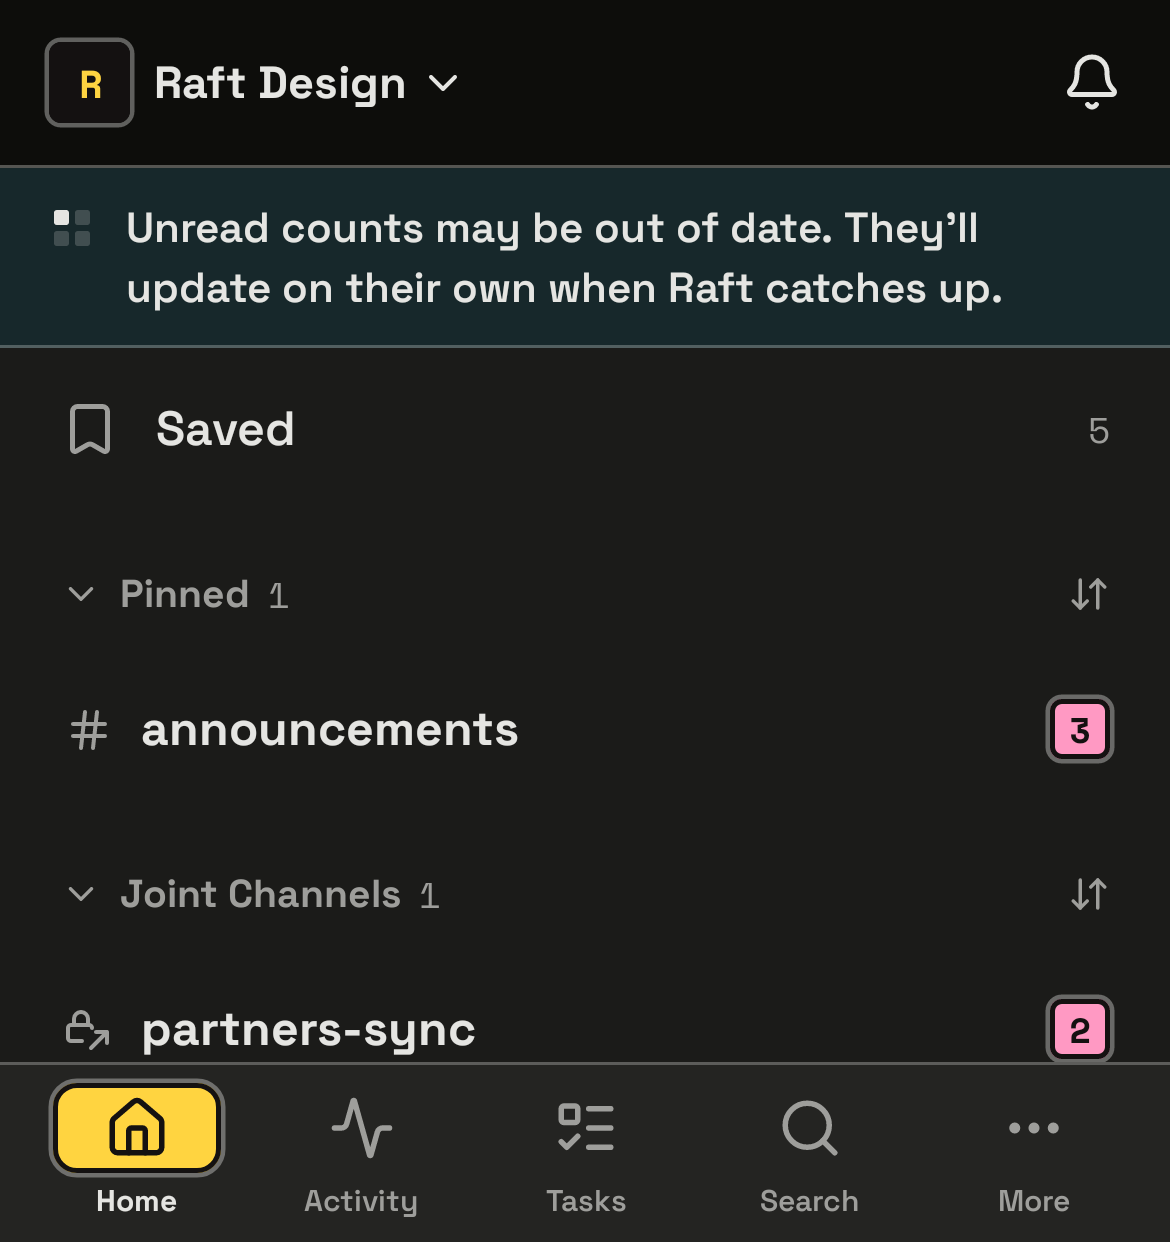 R
Raft Design
Unread counts may be out of date. They’ll
update on their own when Raft catches up.
Saved
5
Pinned 1
# announcements
3
Joint Channels 1
partners-sync
2
Home
Activity
Tasks
Search
More